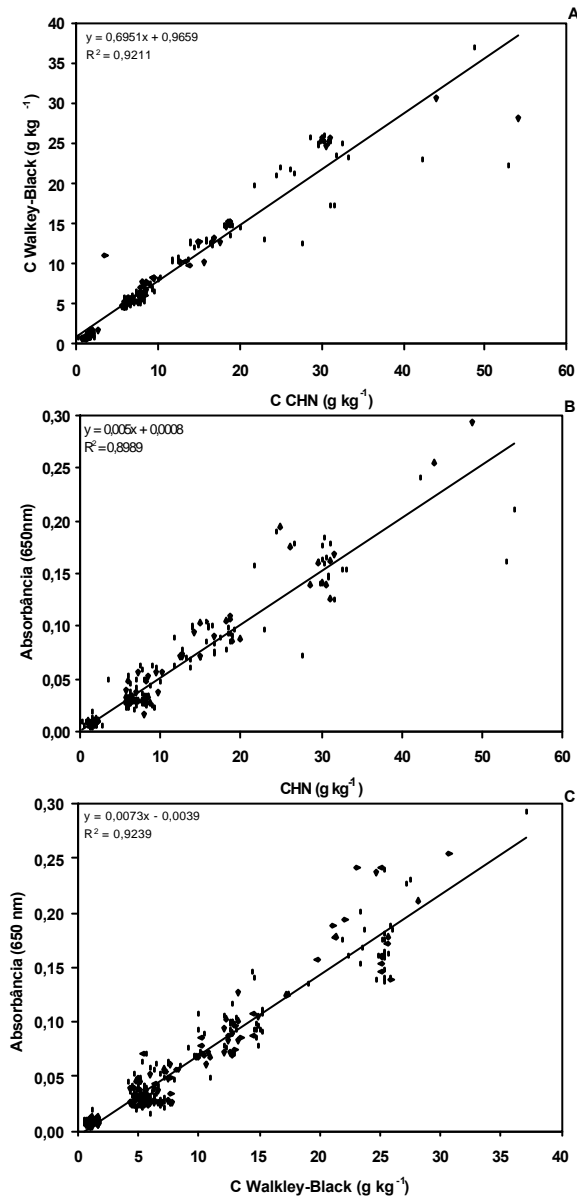 A
y = 0,6951x + 0,9659
R² = 0,9211
40
35
30
25
20
15
10
5
0
C Walkey-Black (g kg⁻¹)
0 10 20 30 40 50 60
C CHN (g kg⁻¹)
B
y = 0,005x + 0,0008
R² = 0,8989
0,30
0,25
0,20
0,15
0,10
0,05
0,00
Absorbância (650nm)
0 10 20 30 40 50 60
CHN (g kg⁻¹)
C
y = 0,0073x - 0,0039
R² = 0,9239
0,30
0,25
0,20
0,15
0,10
0,05
0,00
Absorbância (650 nm)
0 5 10 15 20 25 30 35 40
C Walkley-Black (g kg⁻¹)